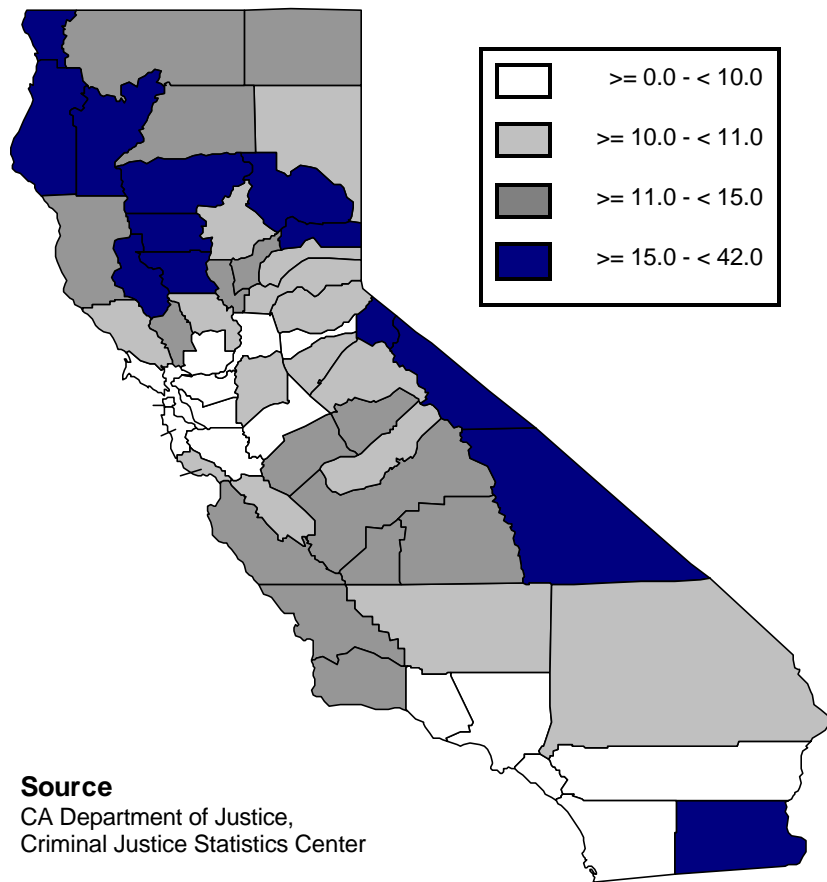 >= 0.0 - < 10.0
>= 10.0 - < 11.0
>= 11.0 - < 15.0
>= 15.0 - < 42.0
Source
CA Department of Justice,
Criminal Justice Statistics Center